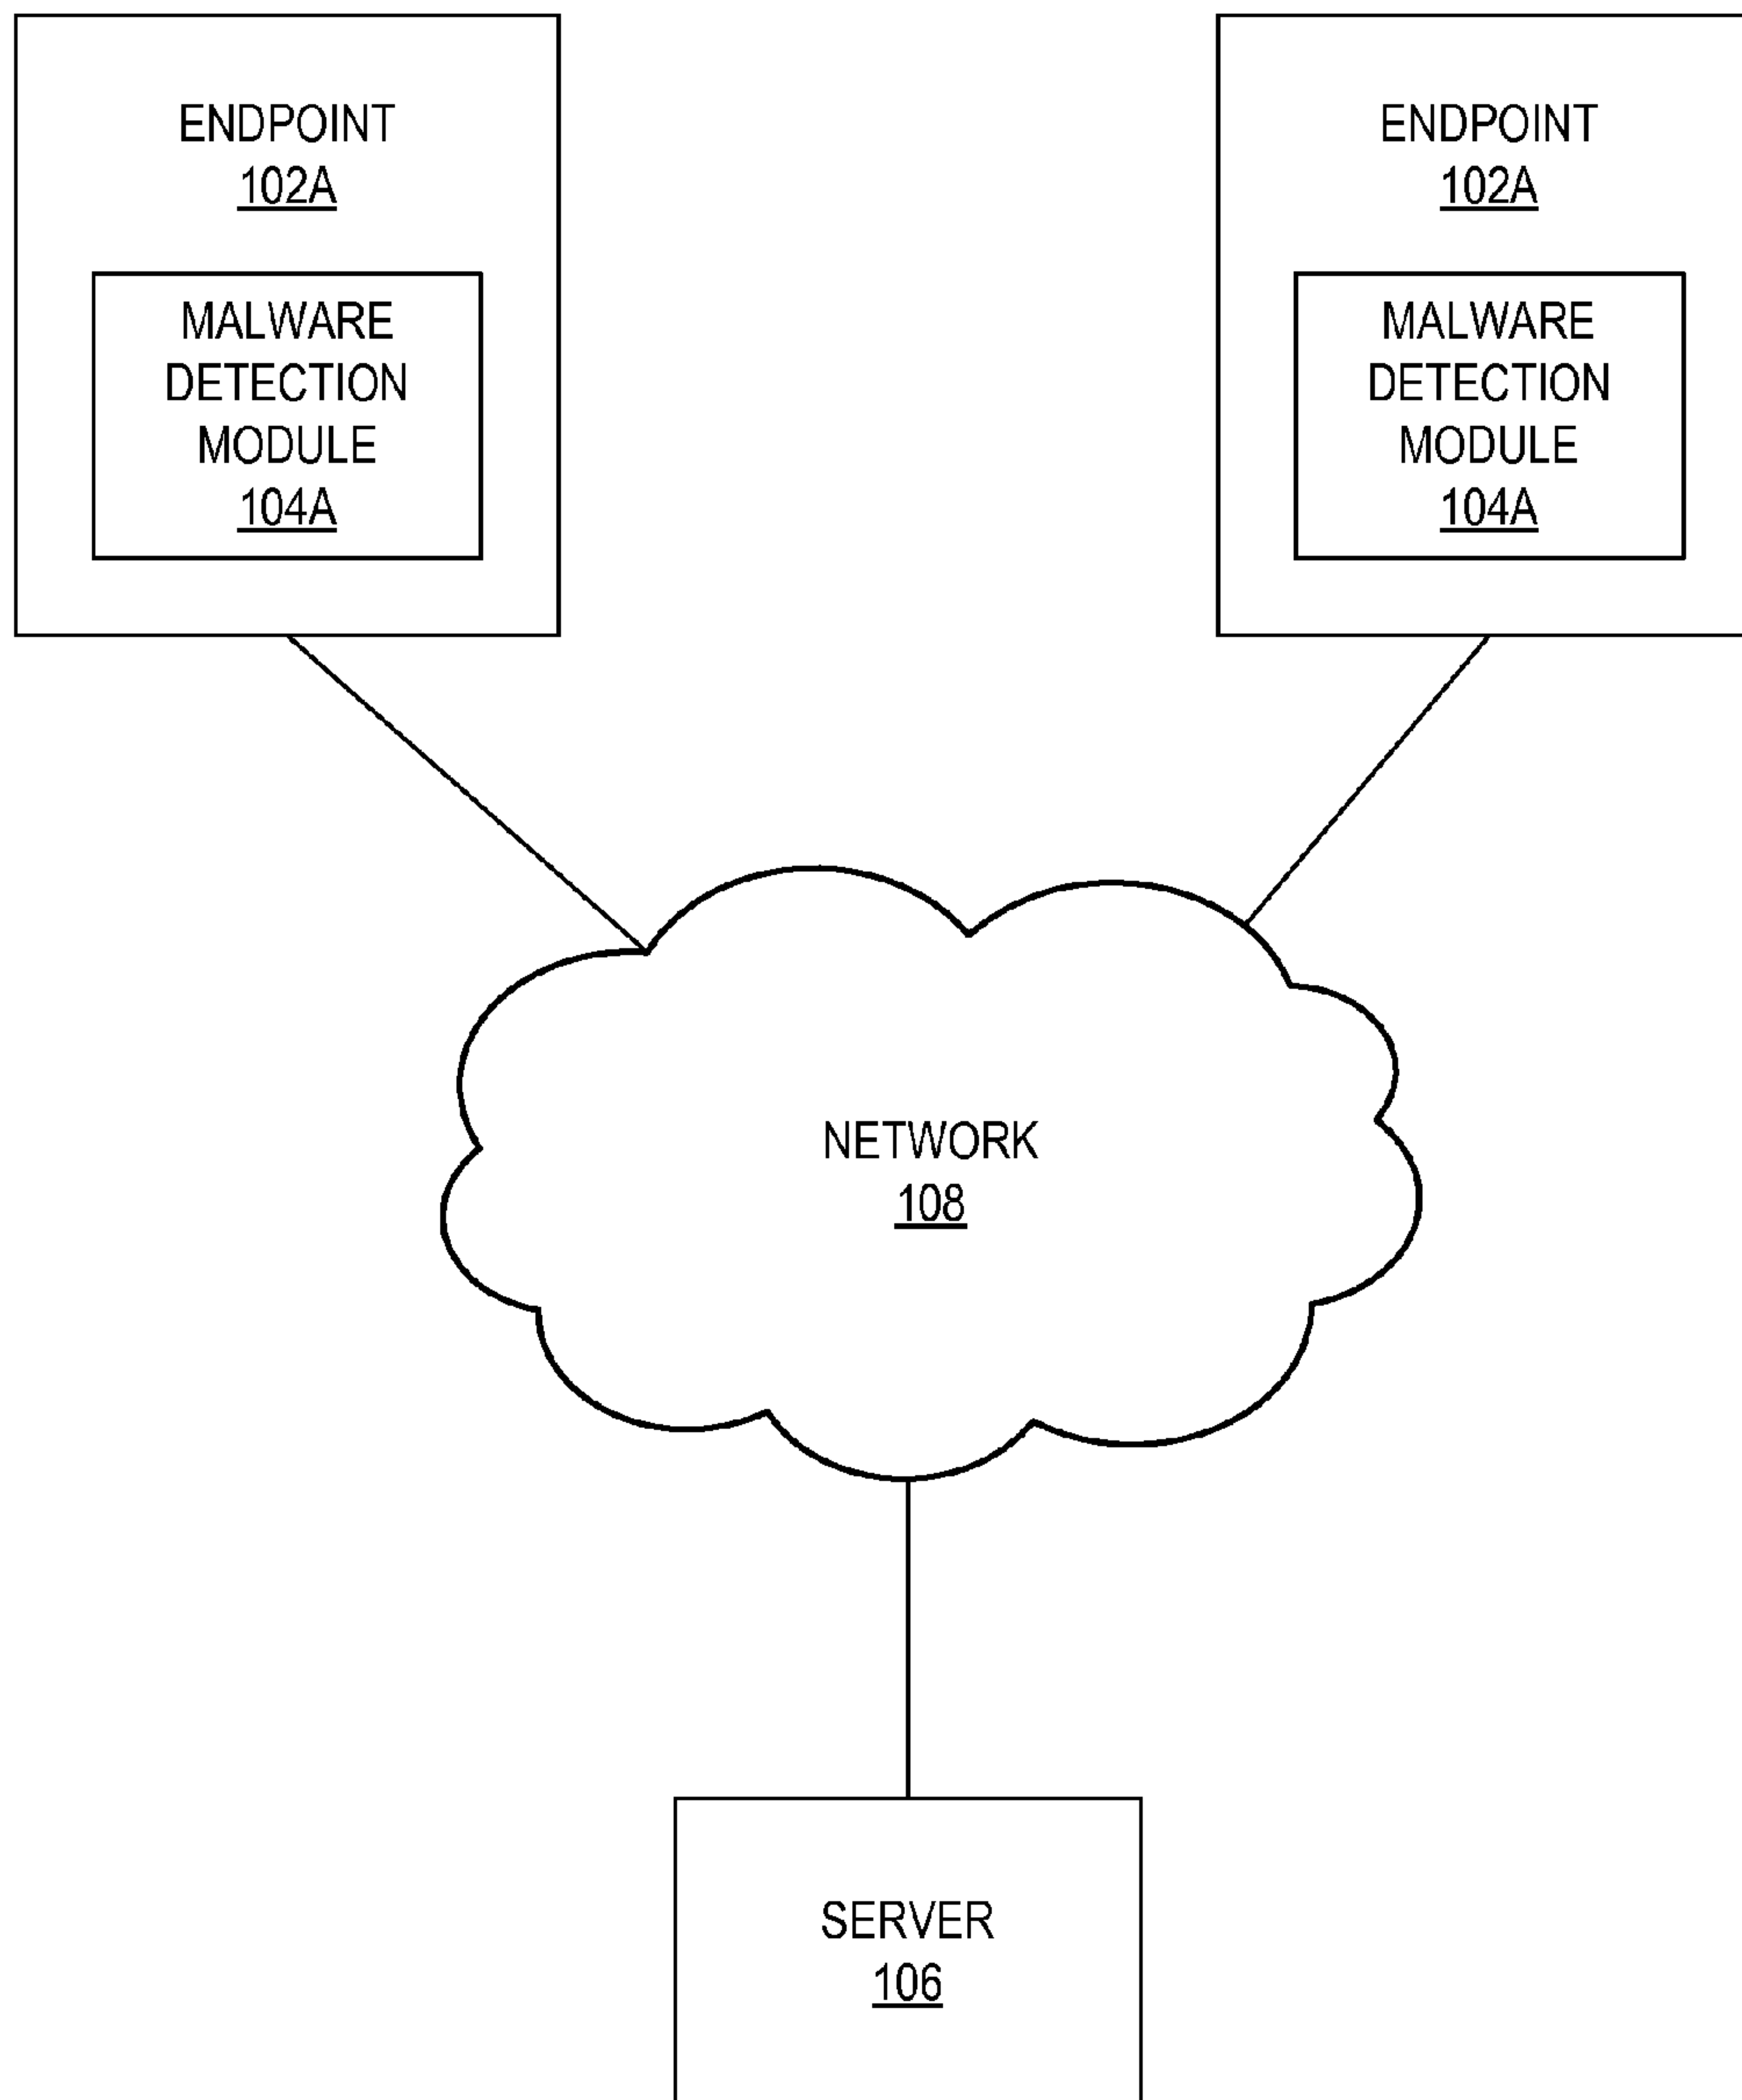 ENDPOINT
102A
MALWARE
DETECTION
MODULE
104A
ENDPOINT
102A
MALWARE
DETECTION
MODULE
104A
NETWORK
108
SERVER
106